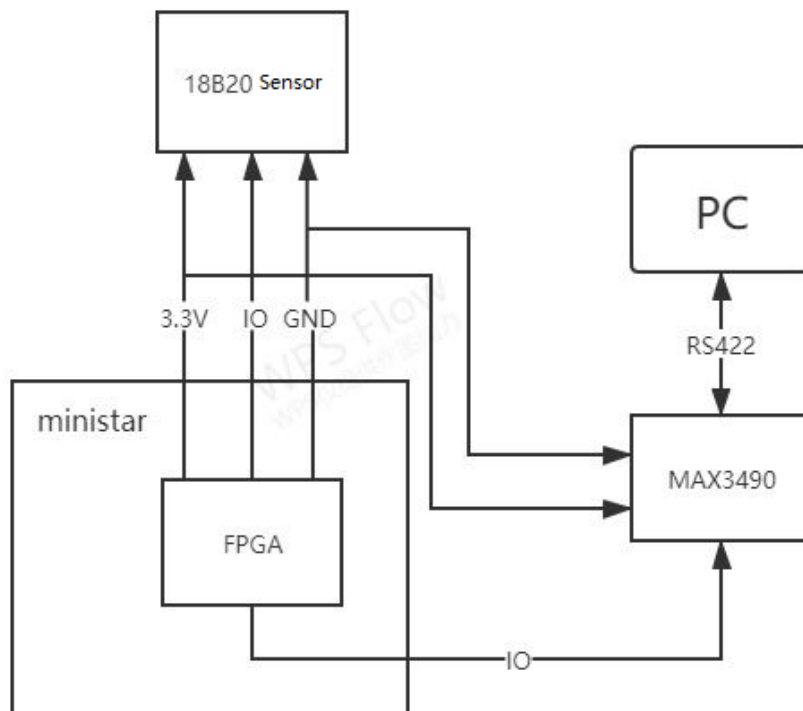 18B20 Sensor
PC
3.3V
IO
GND
RS422
WPS Flow
ministar
MAX3490
FPGA
IO